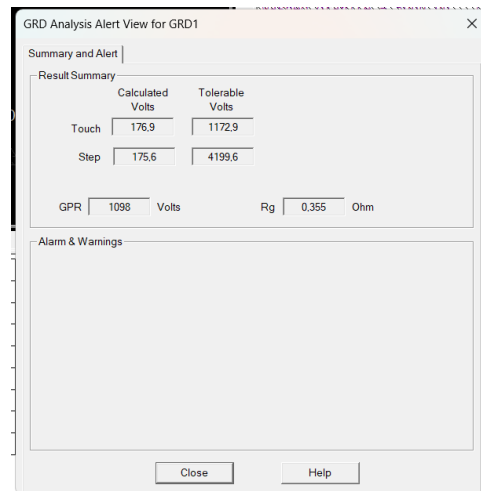 GRD Analysis Alert View for GRD1
Summary and Alert
Result Summary
Calculated Volts Tolerable Volts
Touch 176,9 1172,9
Step 175,6 4199,6
GPR 1098 Volts Rg 0,355 Ohm
Alarm & Warnings
Close Help